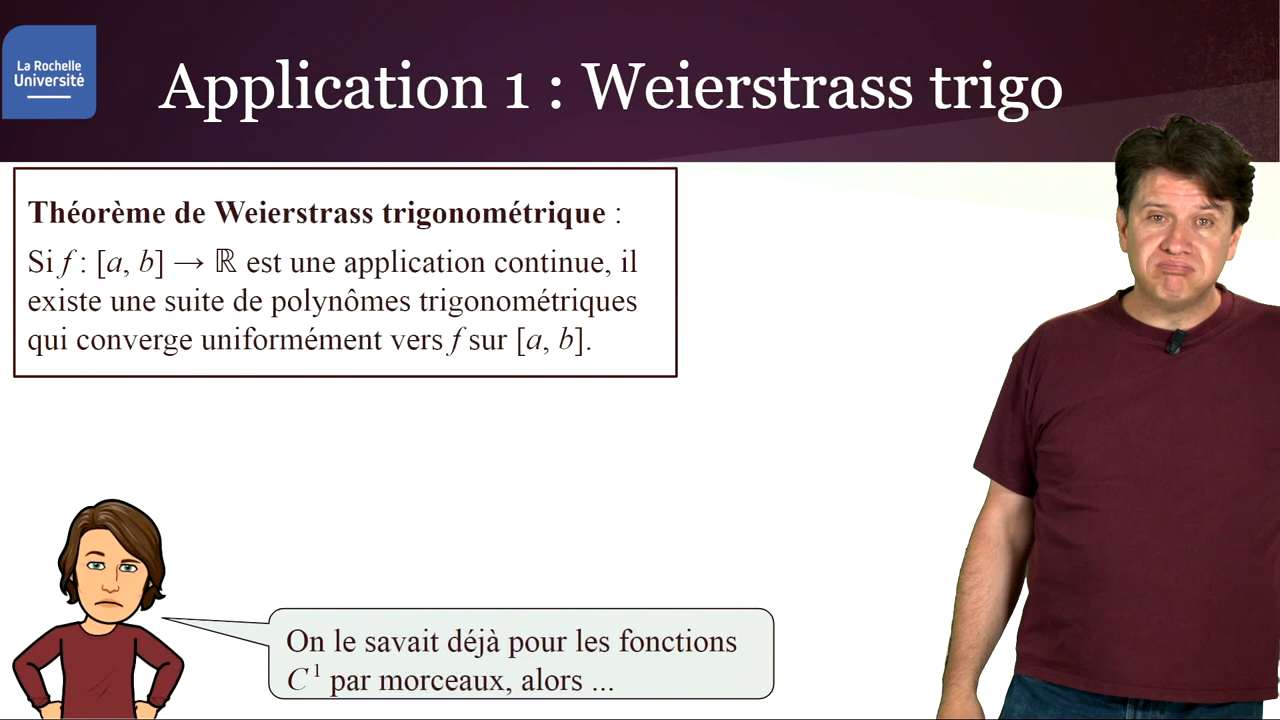 La Rochelle
Université
Application 1 : Weierstrass trigo
Théorème de Weierstrass trigonométrique :
Si f : [a, b] → ℝ est une application continue, il
existe une suite de polynômes trigonométriques
qui converge uniformément vers f sur [a, b].
On le savait déjà pour les fonctions
C¹ par morceaux, alors ...